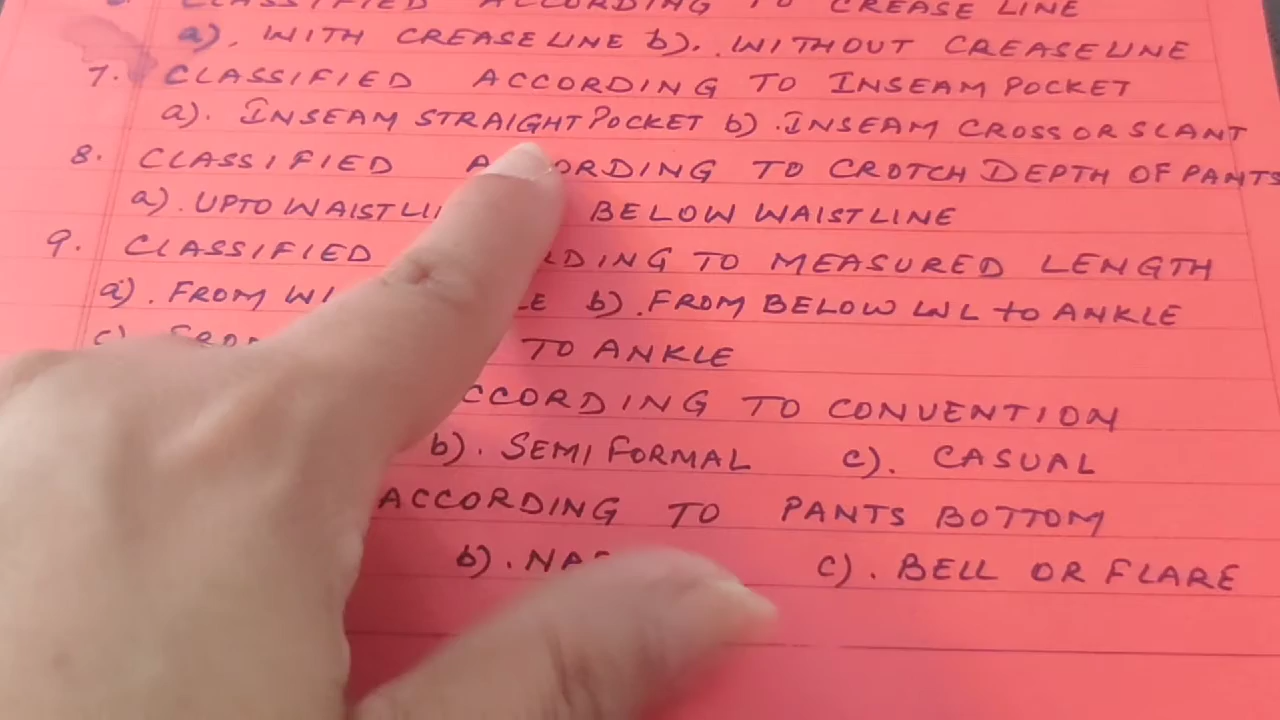 CLASSIFIED ACCORDING TO CREASE LINE
a). WITH CREASELINE b). WITHOUT CREASELINE
7. CLASSIFIED ACCORDING TO INSEAM POCKET
a). INSEAM STRAIGHT POCKET b). INSEAM CROSS OR SLANT
8. CLASSIFIED ACCORDING TO CROTCH DEPTH OF PANTS
a). UPTO WAISTLI BELOW WAISTLINE
9. CLASSIFIED DING TO MEASURED LENGTH
a). FROM b). FROM BELOW WL to ANKLE
c). TO ANKLE
ACCORDING TO CONVENTION
b). SEMI FORMAL c). CASUAL
ACCORDING TO PANTS BOTTOM
b). c). BELL OR FLARE